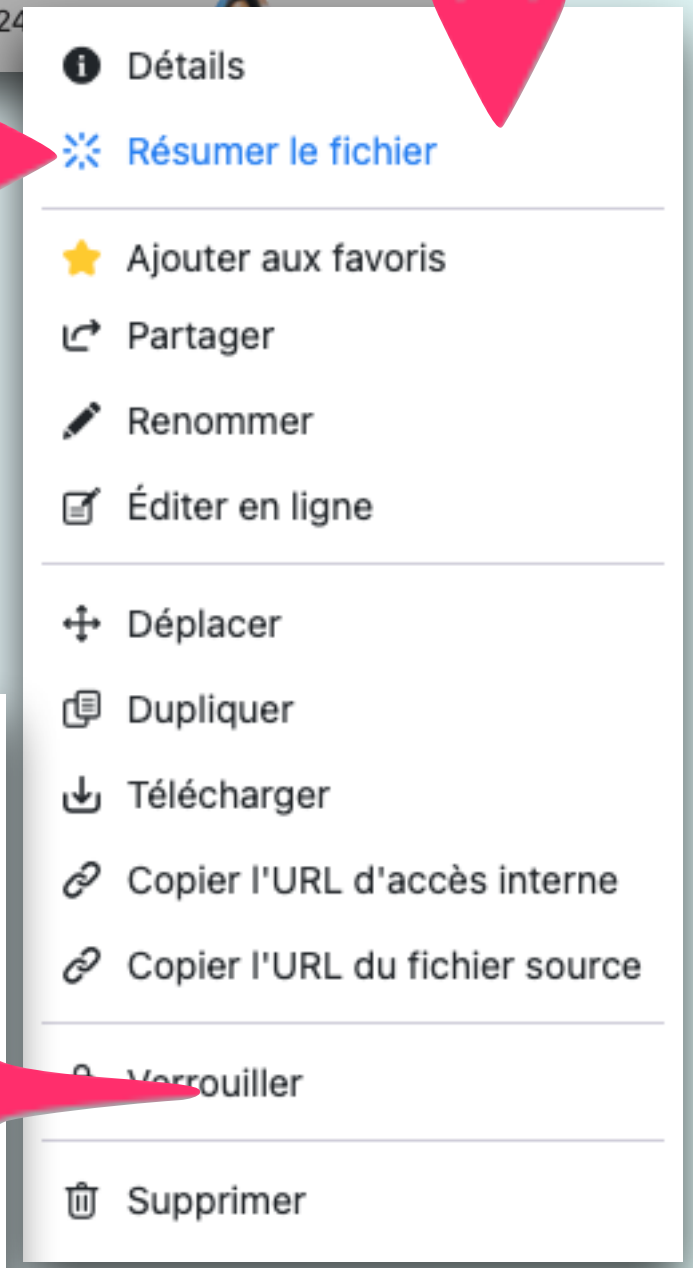 24
Détails
Résumer le fichier
Ajouter aux favoris
Partager
Renommer
Éditer en ligne
Déplacer
Dupliquer
Télécharger
Copier l'URL d'accès interne
Copier l'URL du fichier source
Verrouiller
Supprimer